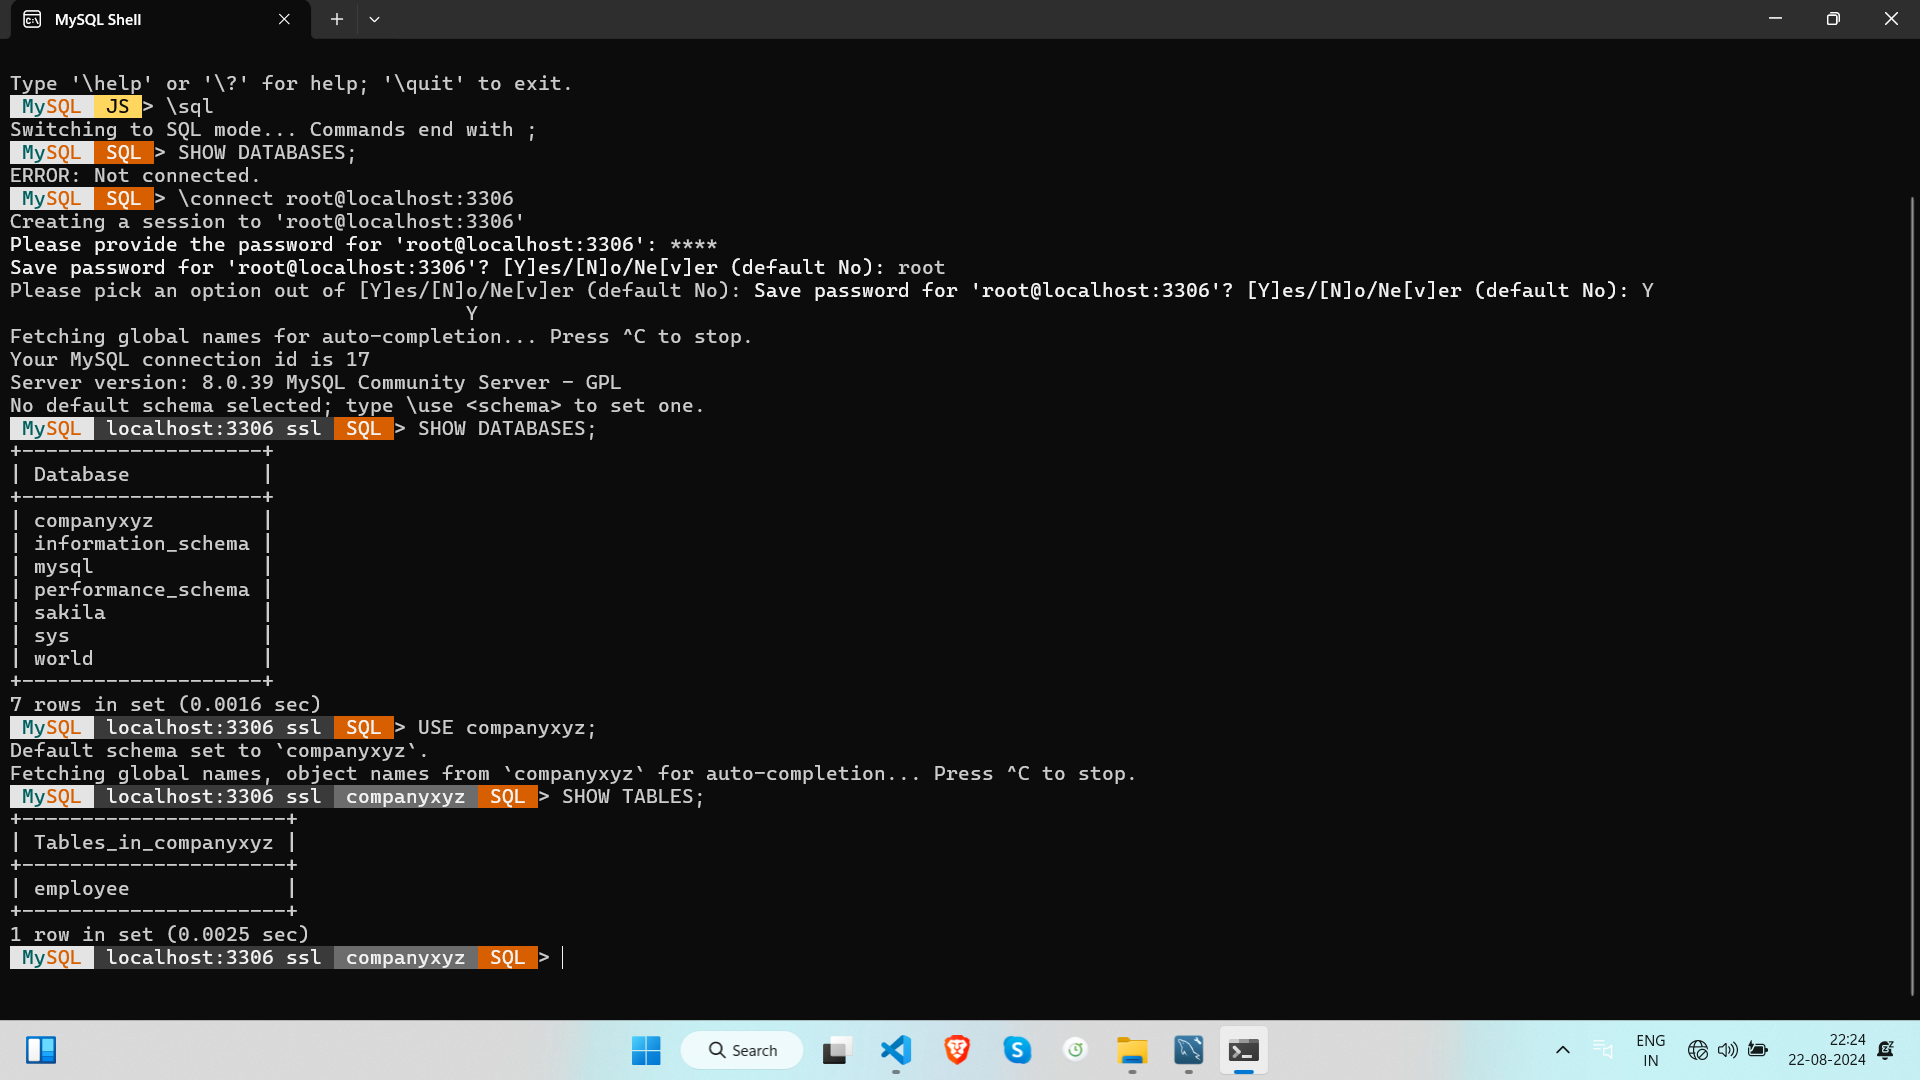 MySQL Shell
Type '\help' or '\?' for help; '\quit' to exit.
MySQL JS > \sql
Switching to SQL mode... Commands end with ;
MySQL SQL > SHOW DATABASES;
ERROR: Not connected.
MySQL SQL > \connect root@localhost:3306
Creating a session to 'root@localhost:3306'
Please provide the password for 'root@localhost:3306': ****
Save password for 'root@localhost:3306'? [Y]es/[N]o/Ne[v]er (default No): root
Please pick an option out of [Y]es/[N]o/Ne[v]er (default No): Save password for 'root@localhost:3306'? [Y]es/[N]o/Ne[v]er (default No): Y
Y
Fetching global names for auto-completion... Press ^C to stop.
Your MySQL connection id is 17
Server version: 8.0.39 MySQL Community Server - GPL
No default schema selected; type \use <schema> to set one.
MySQL localhost:3306 ssl SQL > SHOW DATABASES;
+--------------------+
| Database           |
+--------------------+
| companyxyz         |
| information_schema |
| mysql              |
| performance_schema |
| sakila             |
| sys                |
| world              |
+--------------------+
7 rows in set (0.0016 sec)
MySQL localhost:3306 ssl SQL > USE companyxyz;
Default schema set to `companyxyz`.
Fetching global names, object names from `companyxyz` for auto-completion... Press ^C to stop.
MySQL localhost:3306 ssl companyxyz SQL > SHOW TABLES;
+----------------------+
| Tables_in_companyxyz |
+----------------------+
| employee             |
+----------------------+
1 row in set (0.0025 sec)
MySQL localhost:3306 ssl companyxyz SQL >
Search
ENG
IN
22:24
22-08-2024